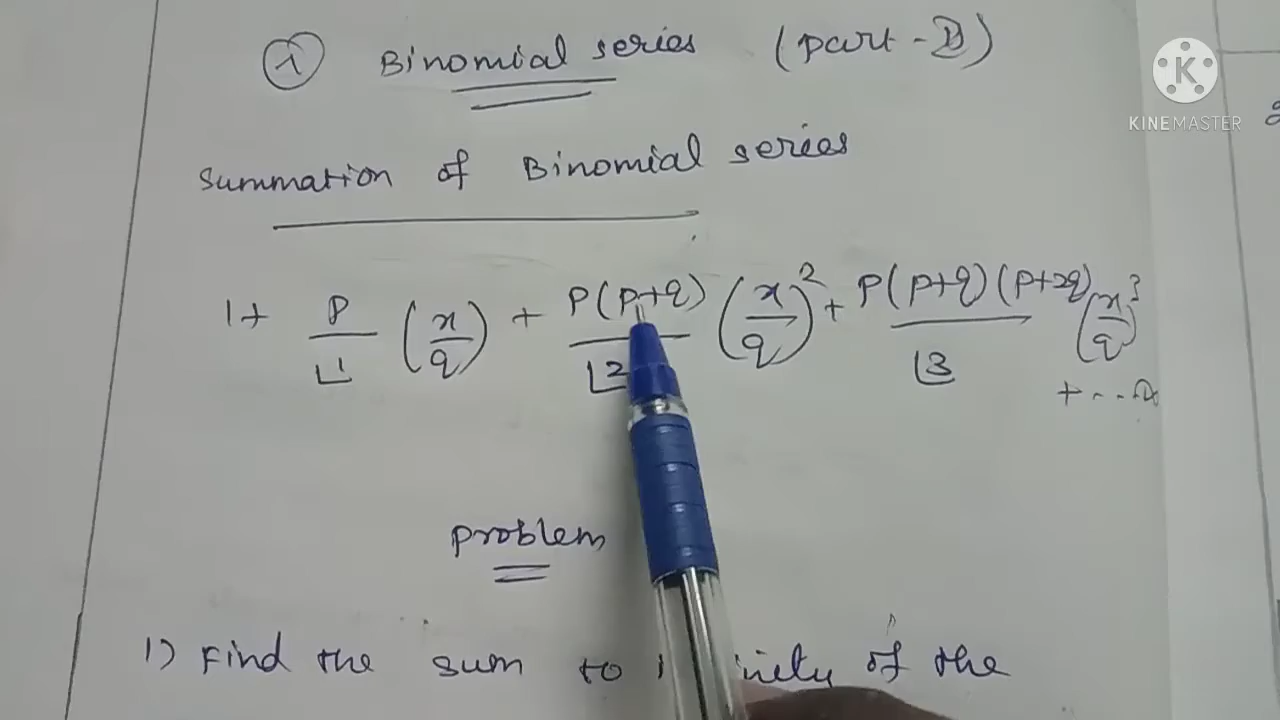 ① Binomial series (part-B)
KINEMASTER
Summation of Binomial series
1+ P/⌊1 (x/q) + P(P+q)/⌊2 (x/q)² + P(P+q)(P+2q)/⌊3 (x/q)³
+...∞
Problem
1) Find the sum to of the